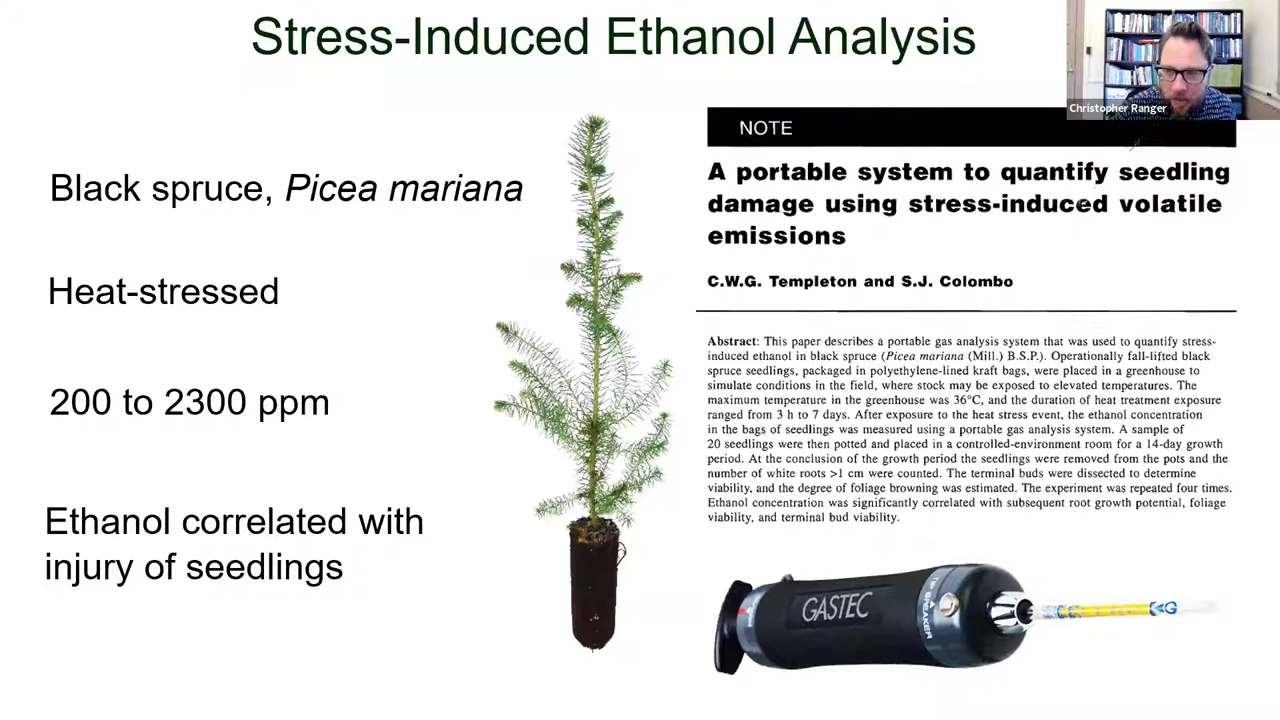 Stress-Induced Ethanol Analysis
Christopher Ranger
Black spruce, Picea mariana
Heat-stressed
200 to 2300 ppm
Ethanol correlated with
injury of seedlings
NOTE
A portable system to quantify seedling
damage using stress-induced volatile
emissions
C.W.G. Templeton and S.J. Colombo
Abstract: This paper describes a portable gas analysis system that was used to quantify stress-
induced ethanol in black spruce (Picea mariana (Mill.) B.S.P.). Operationally fall-lifted black
spruce seedlings, packaged in polyethylene-lined kraft bags, were placed in a greenhouse to
simulate conditions in the field, where stock may be exposed to elevated temperatures. The
maximum temperature in the greenhouse was 36°C, and the duration of heat treatment exposure
ranged from 3 h to 7 days. After exposure to the heat stress event, the ethanol concentration
in the bags of seedlings was measured using a portable gas analysis system. A sample of
20 seedlings were then potted and placed in a controlled-environment room for a 14-day growth
period. At the conclusion of the growth period the seedlings were removed from the pots and the
number of white roots >1 cm were counted. The terminal buds were dissected to determine
viability, and the degree of foliage browning was estimated. The experiment was repeated four times.
Ethanol concentration was significantly correlated with subsequent root growth potential, foliage
viability, and terminal bud viability.
GASTEC
TIP BREAKER